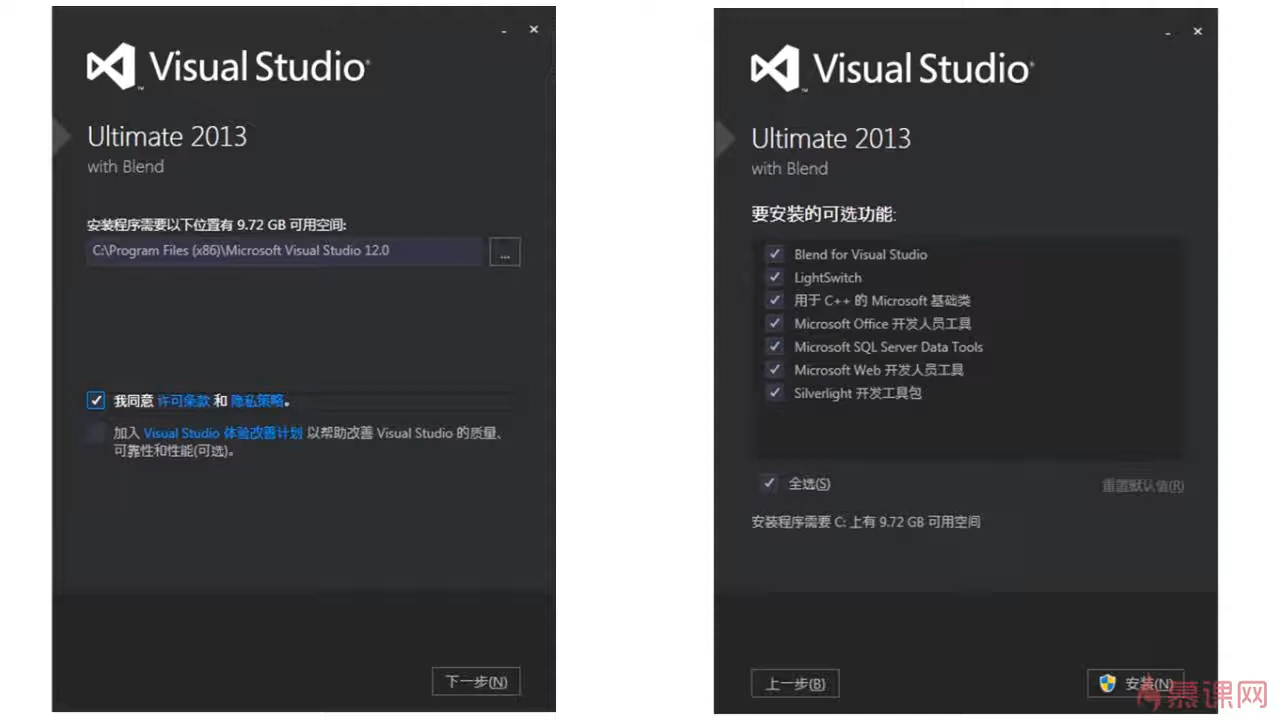 Visual Studio
Ultimate 2013
with Blend
安装程序需要以下位置有 9.72 GB 可用空间:
C:\Program Files (x86)\Microsoft Visual Studio 12.0
...
我同意 许可条款 和 隐私策略。
加入 Visual Studio 体验改善计划 以帮助改善 Visual Studio 的质量、
可靠性和性能(可选)。
下一步(N)
Visual Studio
Ultimate 2013
with Blend
要安装的可选功能:
Blend for Visual Studio
LightSwitch
用于 C++ 的 Microsoft 基础类
Microsoft Office 开发人员工具
Microsoft SQL Server Data Tools
Microsoft Web 开发人员工具
Silverlight 开发工具包
全选(S)
重置默认值(R)
安装程序需要 C: 上有 9.72 GB 可用空间
上一步(B)
安装(N)
慕课网